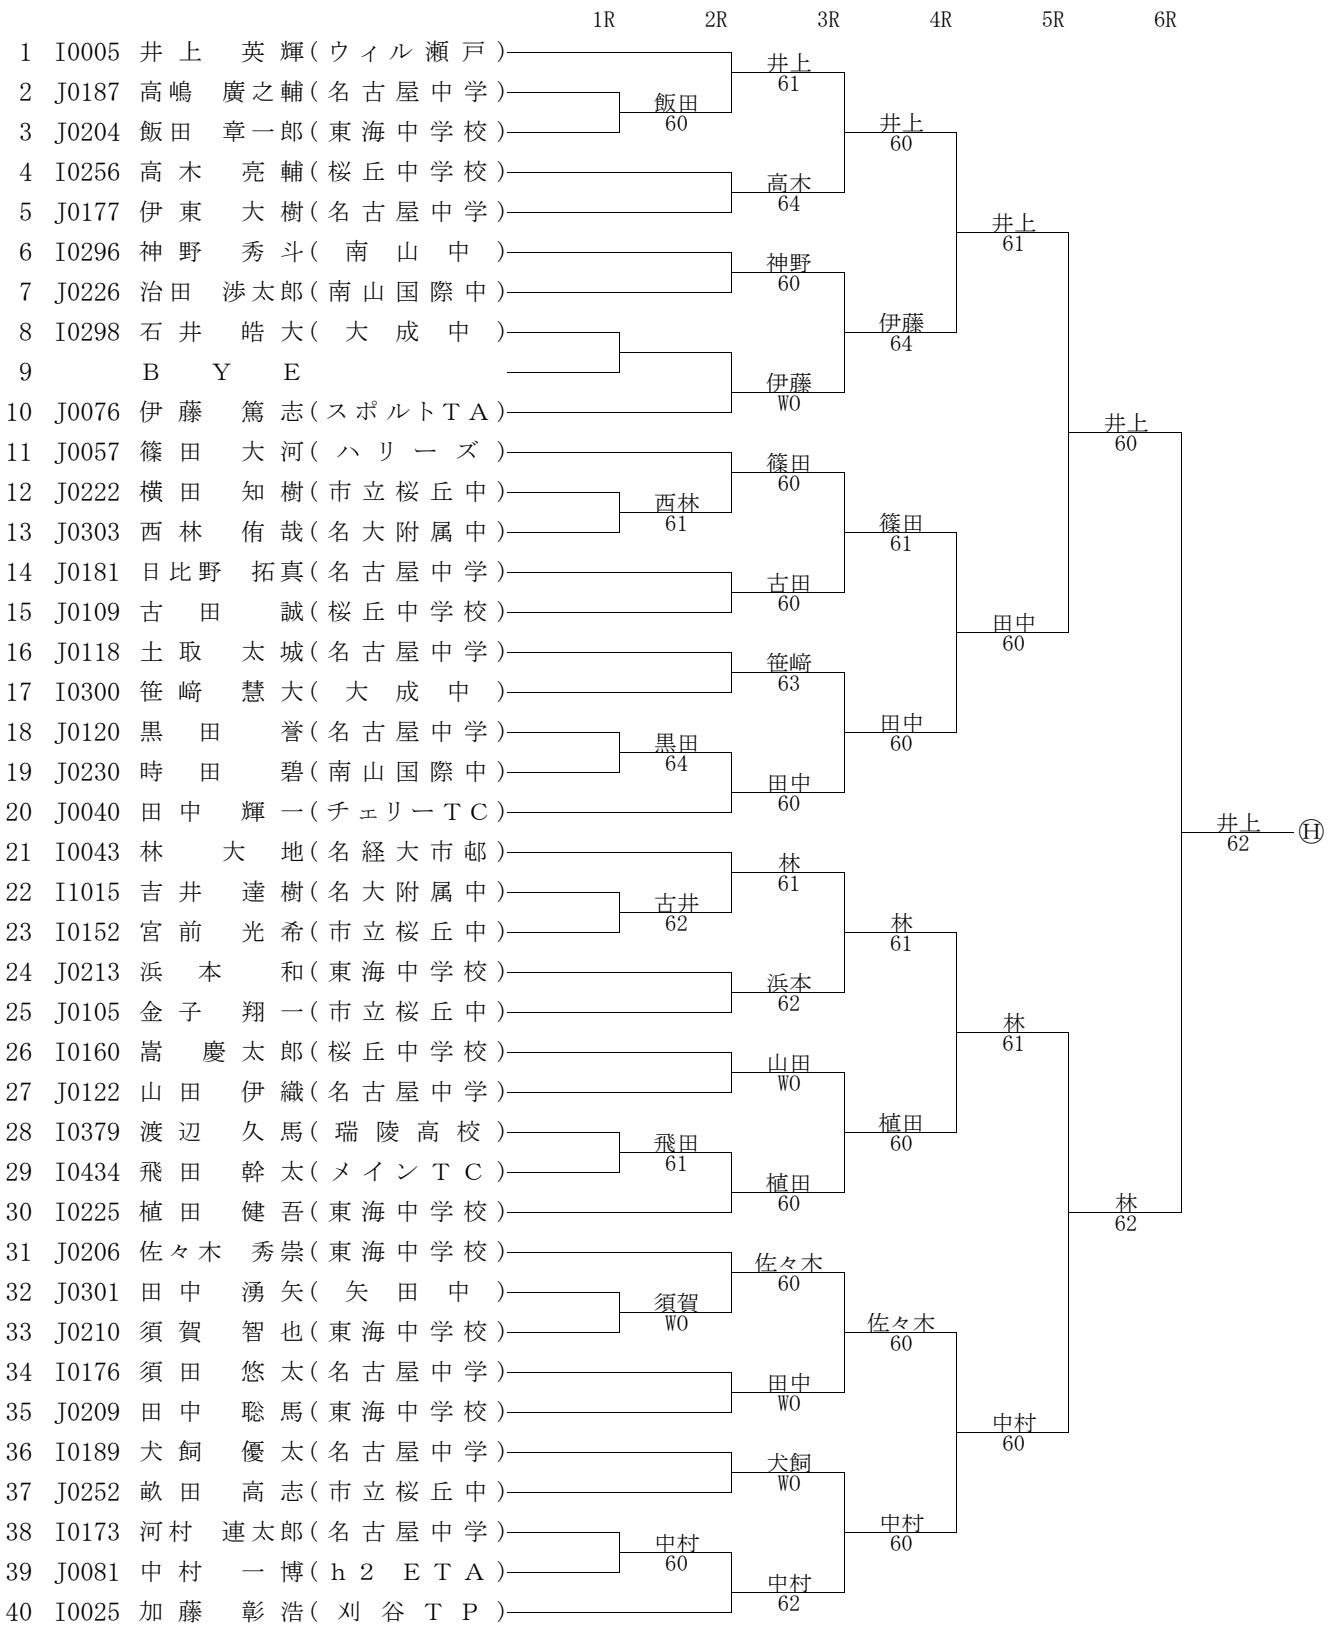 1R 2R 3R 4R 5R 6R
1 I0005 井上 英輝(ウィル瀬戸)
井上
61
2 J0187 高嶋 廣之輔(名古屋中学)
飯田
60
3 J0204 飯田 章一郎(東海中学校)
井上
60
4 I0256 高木 亮輔(桜丘中学校)
高木
64
5 J0177 伊東 大樹(名古屋中学)
井上
61
6 I0296 神野 秀斗(南山中)
神野
60
7 J0226 治田 渉太郎(南山国際中)
8 I0298 石井 皓大(大成中)
伊藤
64
9 BYE
伊藤
WO
10 J0076 伊藤 篤志(スポルトTA)
井上
60
11 J0057 篠田 大河(ハリーズ)
篠田
60
12 J0222 横田 知樹(市立桜丘中)
西林
61
13 J0303 西林 侑哉(名大附属中)
篠田
61
14 J0181 日比野 拓真(名古屋中学)
古田
60
15 J0109 古田 誠(桜丘中学校)
田中
60
16 J0118 土取 太城(名古屋中学)
笹﨑
63
17 I0300 笹﨑 慧大(大成中)
18 J0120 黒田 誉(名古屋中学)
田中
60
黒田
64
19 J0230 時田 碧(南山国際中)
田中
60
20 J0040 田中 輝一(チェリーTC)
井上
62
Ⓗ
21 I0043 林 大地(名経大市邨)
林
61
22 I1015 吉井 達樹(名大附属中)
古井
62
23 I0152 宮前 光希(市立桜丘中)
林
61
24 J0213 浜本 和(東海中学校)
浜本
62
25 J0105 金子 翔一(市立桜丘中)
林
61
26 I0160 嵩 慶太郎(桜丘中学校)
山田
WO
27 J0122 山田 伊織(名古屋中学)
28 I0379 渡辺 久馬(瑞陵高校)
植田
60
飛田
61
29 I0434 飛田 幹太(メインTC)
植田
60
30 I0225 植田 健吾(東海中学校)
林
62
31 J0206 佐々木 秀崇(東海中学校)
佐々木
60
32 J0301 田中 湧矢(矢田中)
須賀
WO
33 J0210 須賀 智也(東海中学校)
佐々木
60
34 I0176 須田 悠太(名古屋中学)
田中
WO
35 J0209 田中 聡馬(東海中学校)
中村
60
36 I0189 犬飼 優太(名古屋中学)
犬飼
WO
37 J0252 畝田 高志(市立桜丘中)
38 I0173 河村 連太郎(名古屋中学)
中村
60
中村
60
39 J0081 中村 一博(h2 ETA)
中村
62
40 I0025 加藤 彰浩(刈谷TP)